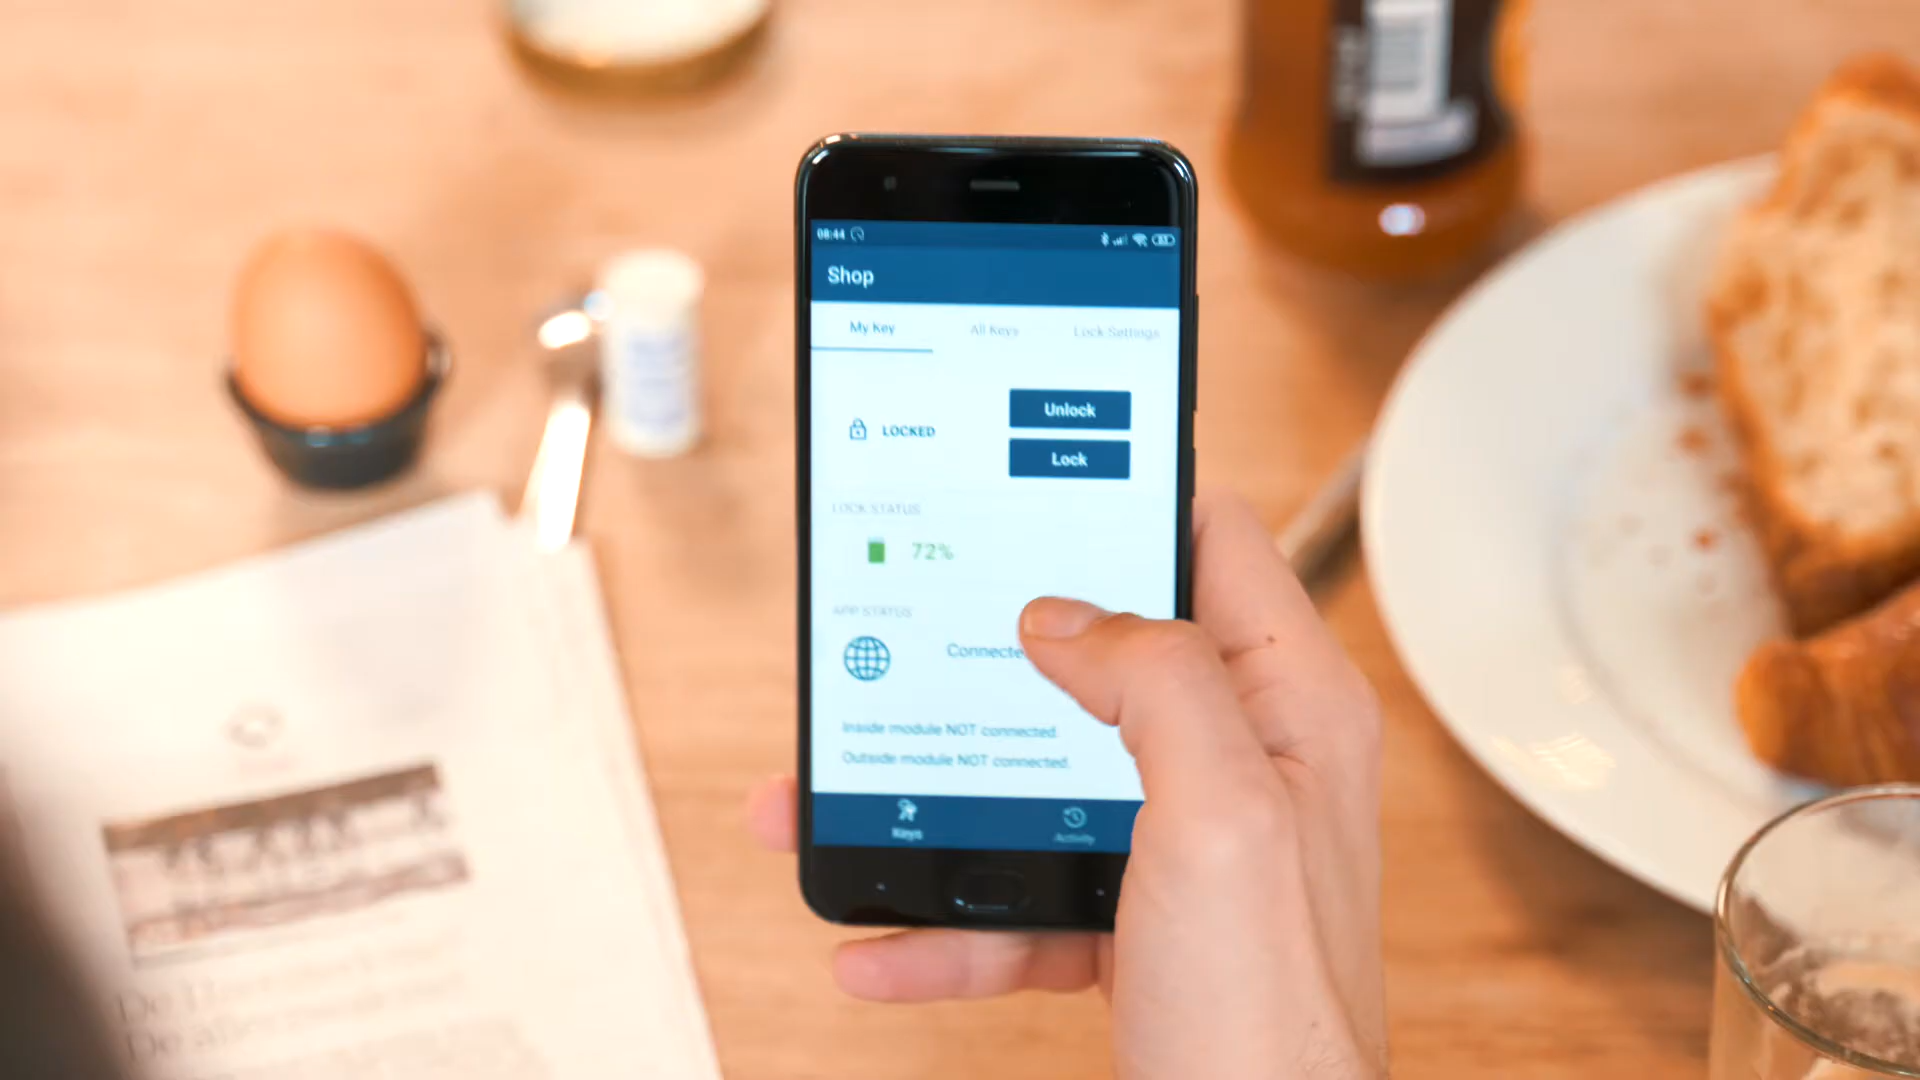 08:44
Shop
My Key All Keys Lock Settings
Unlock
LOCKED
Lock
LOCK STATUS
72%
APP STATUS
Connecte
Inside module NOT connected.
Outside module NOT connected.
Keys Activity